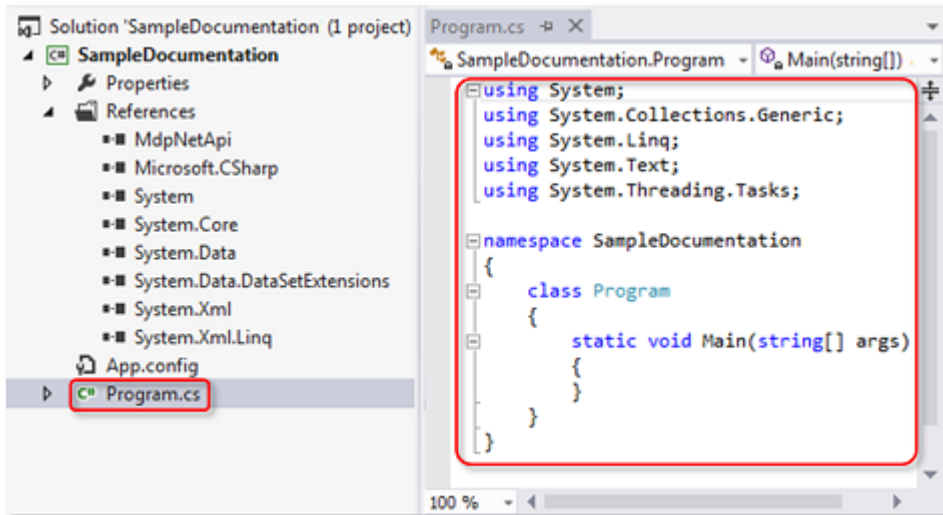 Solution 'SampleDocumentation (1 project)
C# SampleDocumentation
Properties
References
MdpNetApi
Microsoft.CSharp
System
System.Core
System.Data
System.Data.DataSetExtensions
System.Xml
System.Xml.Linq
App.config
C# Program.cs
Program.cs
SampleDocumentation.Program
Main(string[])
using System;
using System.Collections.Generic;
using System.Linq;
using System.Text;
using System.Threading.Tasks;
namespace SampleDocumentation
{
class Program
{
static void Main(string[] args)
{
}
}
}
100 %